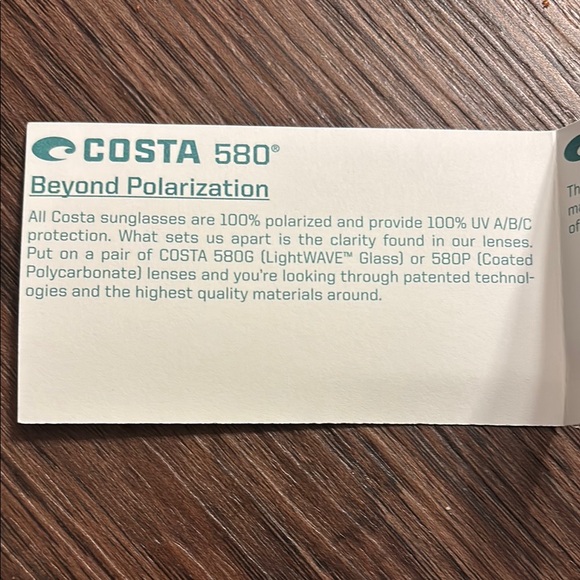 COSTA 580®
Beyond Polarization
All Costa sunglasses are 100% polarized and provide 100% UV A/B/C
protection. What sets us apart is the clarity found in our lenses.
Put on a pair of COSTA 580G (LightWAVE™ Glass) or 580P (Coated
Polycarbonate) lenses and you're looking through patented technol-
ogies and the highest quality materials around.
of